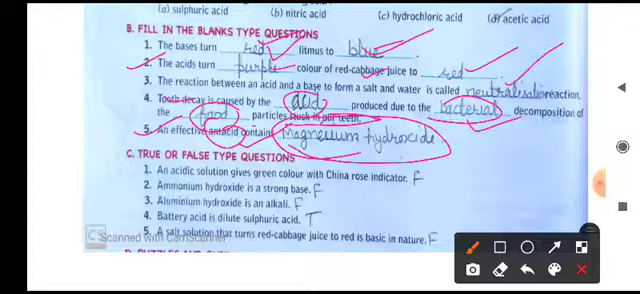 (a) sulphuric acid (b) nitric acid (c) hydrochloric acid (d) acetic acid
B. FILL IN THE BLANKS TYPE QUESTIONS
1. The bases turn red litmus to blue
2. The acids turn purple colour of red-cabbage juice to red
3. The reaction between an acid and a base to form a salt and water is called neutralisation reaction.
4. Tooth decay is caused by the acid produced due to the bacterial decomposition of
the food particles stuck in our teeth.
5. An effective antacid contain Magnesium hydroxide.
C. TRUE OR FALSE TYPE QUESTIONS
1. An acidic solution gives green colour with China rose indicator. F
2. Ammonium hydroxide is a strong base. F
3. Aluminium hydroxide is an alkali. F
4. Battery acid is dilute sulphuric acid. T
5. A salt solution that turns red-cabbage juice to red is basic in nature. F
CS Scanned with CamScanner